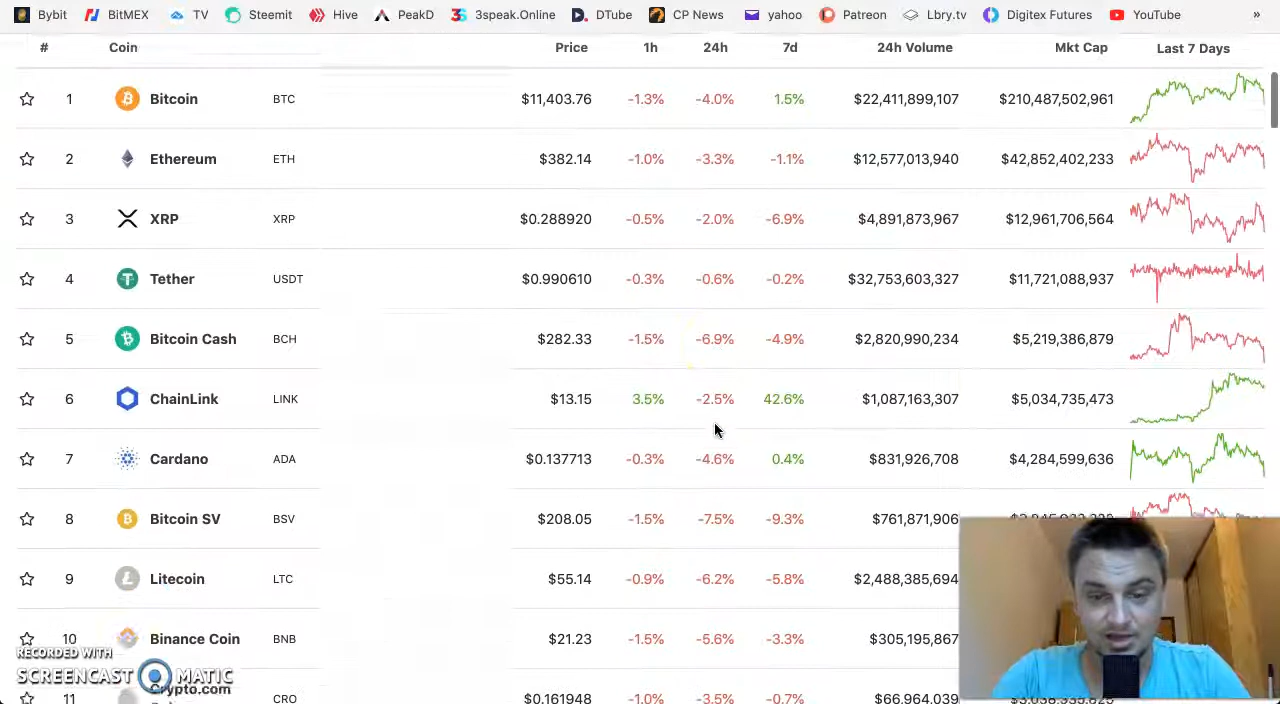 Bybit BitMEX TV Steemit Hive PeakD 3speak.Online DTube CP News yahoo Patreon Lbry.tv Digitex Futures YouTube »
# Coin Price 1h 24h 7d 24h Volume Mkt Cap Last 7 Days
1 Bitcoin BTC $11,403.76 -1.3% -4.0% 1.5% $22,411,899,107 $210,487,502,961
2 Ethereum ETH $382.14 -1.0% -3.3% -1.1% $12,577,013,940 $42,852,402,233
3 XRP XRP $0.288920 -0.5% -2.0% -6.9% $4,891,873,967 $12,961,706,564
4 Tether USDT $0.990610 -0.3% -0.6% -0.2% $32,753,603,327 $11,721,088,937
5 Bitcoin Cash BCH $282.33 -1.5% -6.9% -4.9% $2,820,990,234 $5,219,386,879
6 ChainLink LINK $13.15 3.5% -2.5% 42.6% $1,087,163,307 $5,034,735,473
7 Cardano ADA $0.137713 -0.3% -4.6% 0.4% $831,926,708 $4,284,599,636
8 Bitcoin SV BSV $208.05 -1.5% -7.5% -9.3% $761,871,906
9 Litecoin LTC $55.14 -0.9% -6.2% -5.8% $2,488,385,694
10 Binance Coin BNB $21.23 -1.5% -5.6% -3.3% $305,195,867
RECORDED WITH
SCREENCAST MATIC
11 Crypto.com CRO $0.161948 -1.0% -3.5% -0.7% $66,964,039